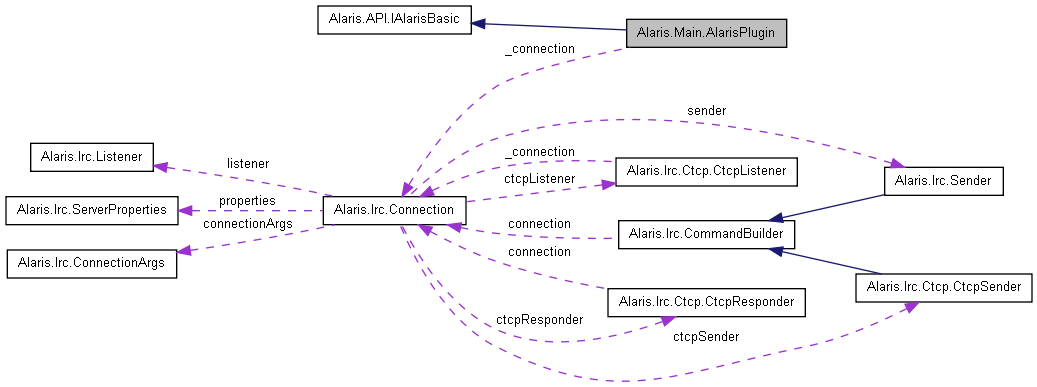 Alaris.API.IAlarisBasic
Alaris.Main.AlarisPlugin
_connection
sender
Alaris.Irc.Listener
listener
_connection
Alaris.Irc.Ctcp.CtcpListener
ctcpListener
Alaris.Irc.Sender
properties
Alaris.Irc.ServerProperties
Alaris.Irc.Connection
connectionArgs
connection
Alaris.Irc.CommandBuilder
connection
Alaris.Irc.ConnectionArgs
Alaris.Irc.Ctcp.CtcpSender
Alaris.Irc.Ctcp.CtcpResponder
ctcpResponder
ctcpSender